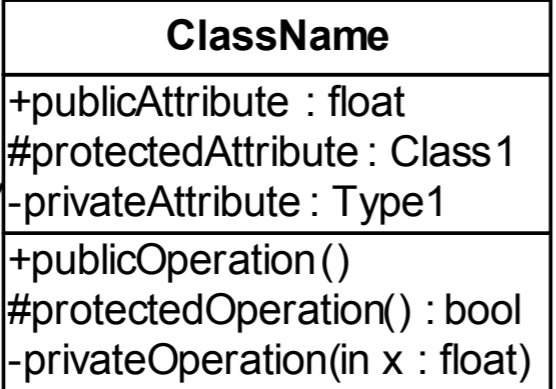 ClassName
+publicAttribute : float
#protectedAttribute : Class1
-privateAttribute : Type1
+publicOperation()
#protectedOperation() : bool
-privateOperation(in x : float)